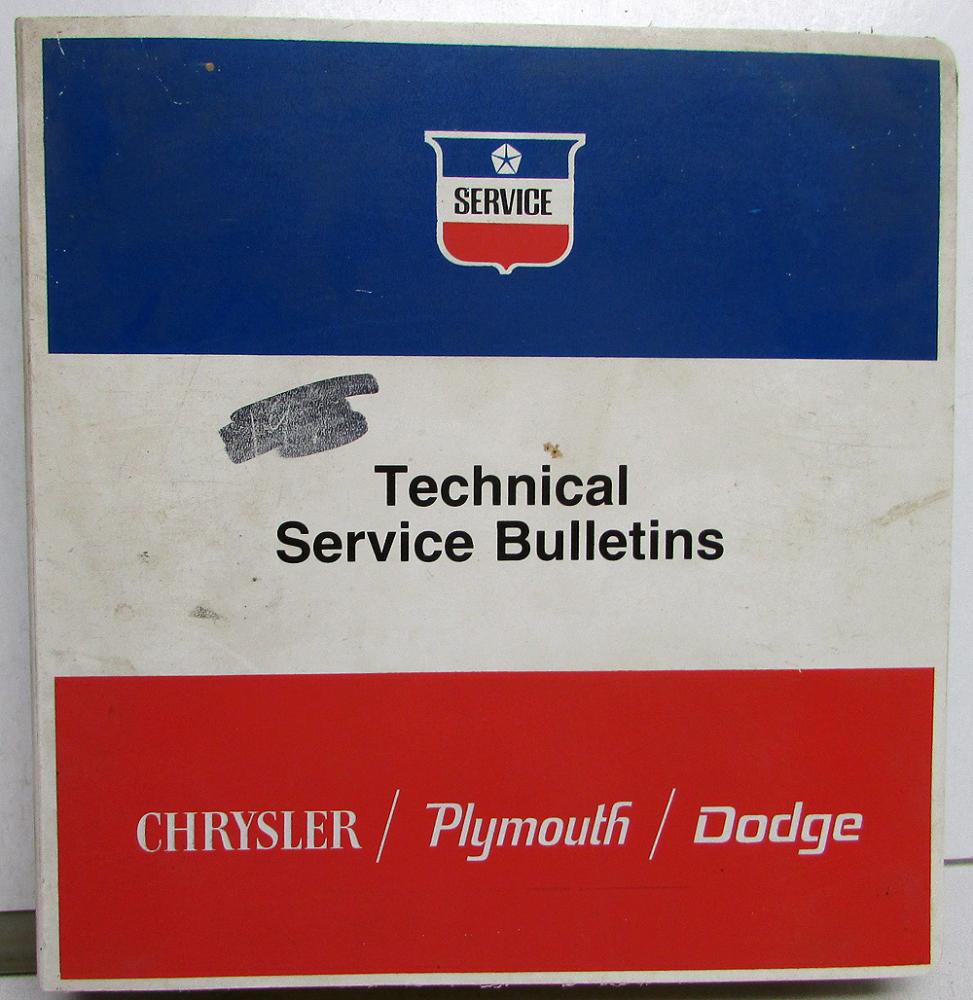 SERVICE
Technical
Service Bulletins
CHRYSLER / Plymouth / Dodge